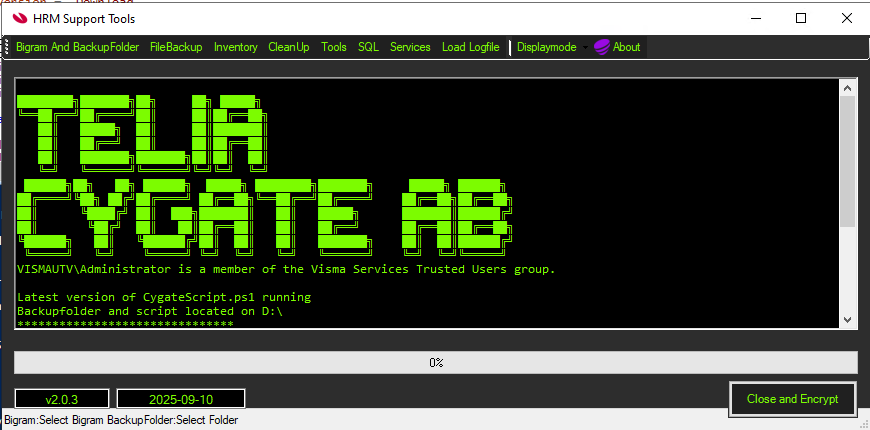 HRM Support Tools
Bigram And BackupFolder FileBackup Inventory CleanUp Tools SQL Services Load Logfile Displaymode About
TELIA
CYGATE AB
VISMAUTV\Administrator is a member of the Visma Services Trusted Users group.
Latest version of CygateScript.ps1 running
Backupfolder and script located on D:\
*******************************
0%
v2.0.3 2025-09-10 Close and Encrypt
Bigram:Select Bigram BackupFolder:Select Folder